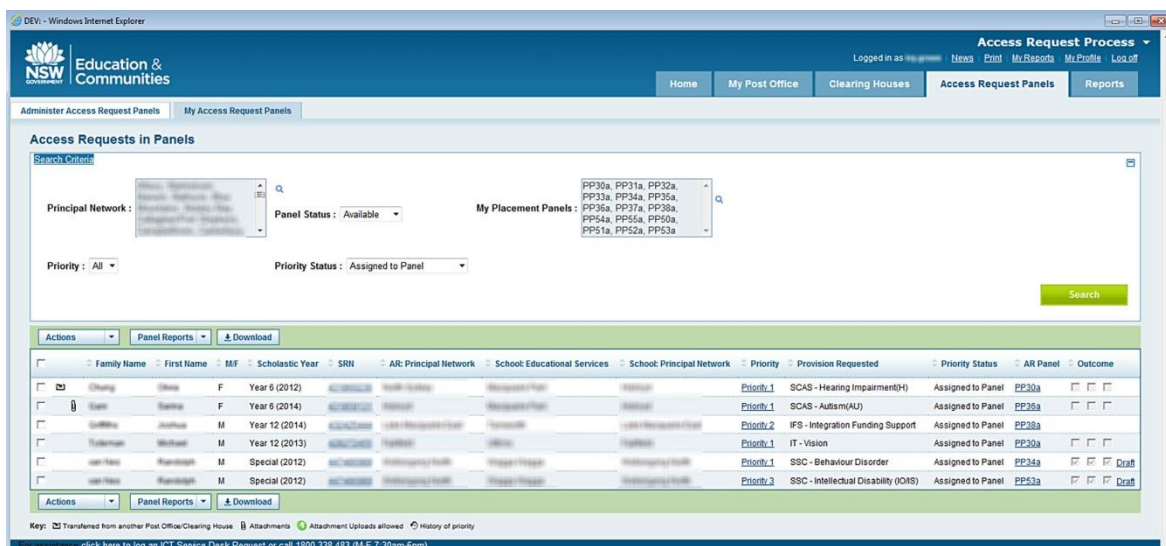 DEV: - Windows Internet Explorer
Access Request Process
Logged in as News Print My Reports My Profile Log off
NSW GOVERNMENT Education & Communities
Home My Post Office Clearing Houses Access Request Panels Reports
Administer Access Request Panels My Access Request Panels
Access Requests in Panels
Search Criteria
Principal Network : Panel Status : Available My Placement Panels :
PP30a, PP31a, PP32a,
PP33a, PP34a, PP35a,
PP36a, PP37a, PP38a,
PP54a, PP55a, PP50a,
PP51a, PP52a, PP53a
Priority : All Priority Status : Assigned to Panel
Search
Actions Panel Reports Download
Family Name First Name M/F Scholastic Year SRN AR: Principal Network School: Educational Services School: Principal Network Priority Provision Requested Priority Status AR Panel Outcome
F Year 6 (2012) Priority 1 SCAS - Hearing Impairment(H) Assigned to Panel PP30a
F Year 6 (2014) Priority 1 SCAS - Autism(AU) Assigned to Panel PP36a
M Year 12 (2014) Priority 2 IFS - Integration Funding Support Assigned to Panel PP38a
M Year 12 (2013) Priority 1 IT - Vision Assigned to Panel PP30a
M Special (2012) Priority 1 SSC - Behaviour Disorder Assigned to Panel PP34a Draft
M Special (2012) Priority 3 SSC - Intellectual Disability (IO/IS) Assigned to Panel PP53a Draft
Actions Panel Reports Download
Key: Transferred from another Post Office/Clearing House Attachments Attachment Uploads allowed History of priority
For assistance click here to log an ICT Service Desk Request or call 1800 338 483 (M-F 7:30am-5pm)